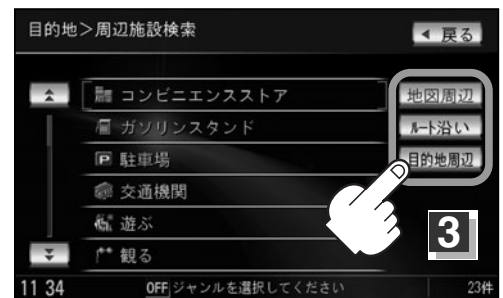 目的地>周辺施設検索
戻る
コンビニエンスストア
地図周辺
ガソリンスタンド
ルート沿い
P 駐車場
目的地周辺
交通機関
遊ぶ
観る
3
11 34 OFF ジャンルを選択してください 23件